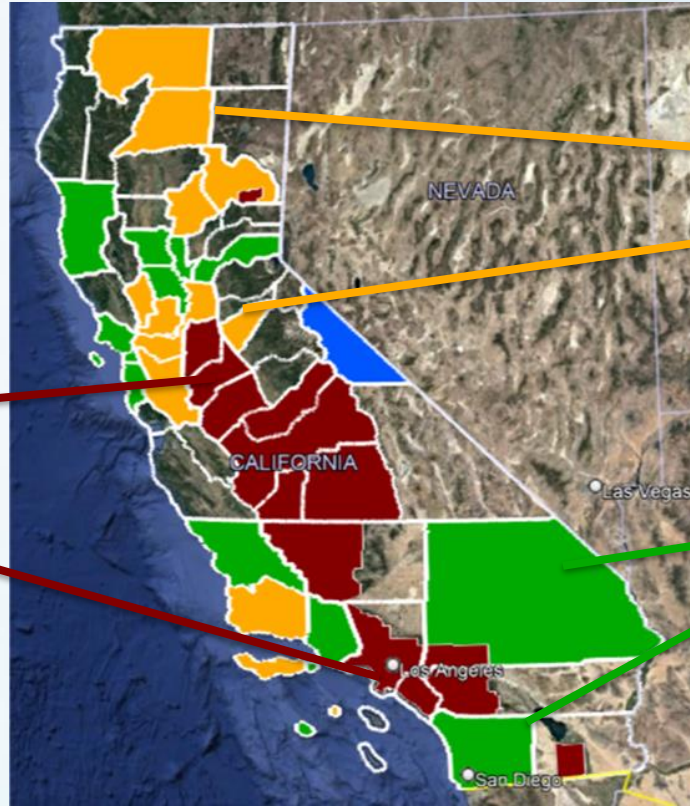 NEVADA
CALIFORNIA
Las Vegas
Los Angeles
San Diego